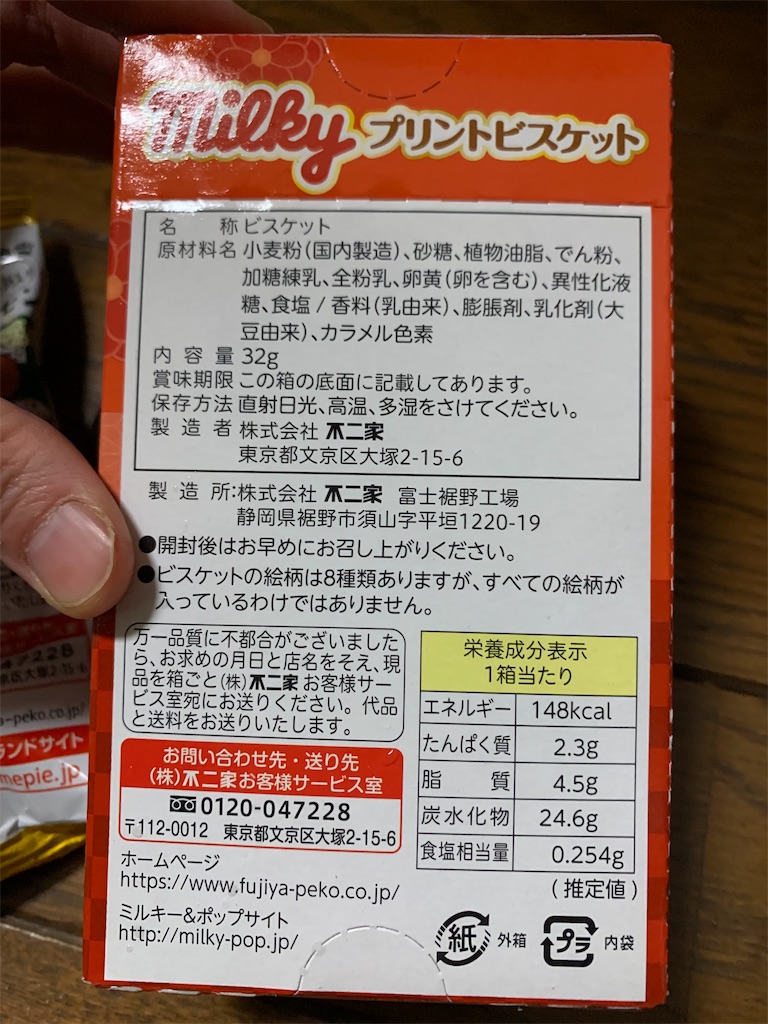 Milky プリントビスケット
名 称 ビスケット
原材料名 小麦粉(国内製造)、砂糖、植物油脂、でん粉、
加糖練乳、全粉乳、卵黄(卵を含む)、異性化液
糖、食塩 / 香料(乳由来)、膨脹剤、乳化剤(大
豆由来)、カラメル色素
内 容 量 32g
賞味期限 この箱の底面に記載してあります。
保存方法 直射日光、高温、多湿をさけてください。
製 造 者 株式会社 不二家
東京都文京区大塚2-15-6
製 造 所:株式会社 不二家 富士裾野工場
静岡県裾野市須山字平垣1220-19
●開封後はお早めにお召し上がりください。
●ビスケットの絵柄は8種類ありますが、すべての絵柄が
入っているわけではありません。
万一品質に不都合がございました
ら、お求めの月日と店名をそえ、現
品を箱ごと(株)不二家 お客様サー
ビス室宛にお送りください。代品
と送料をお送りいたします。
お問い合わせ先・送り先
(株)不二家お客様サービス室
0120-047228
〒112-0012 東京都文京区大塚2-15-6
ホームページ
https://www.fujiya-peko.co.jp/
ミルキー&ポップサイト
http://milky-pop.jp/
栄養成分表示
1箱当たり
エネルギー 148kcal
たんぱく質 2.3g
脂 質 4.5g
炭水化物 24.6g
食塩相当量 0.254g
(推定値)
紙 外箱 プラ 内袋
47228
o-peko.co.jp/
ランドサイト
mepie.jp